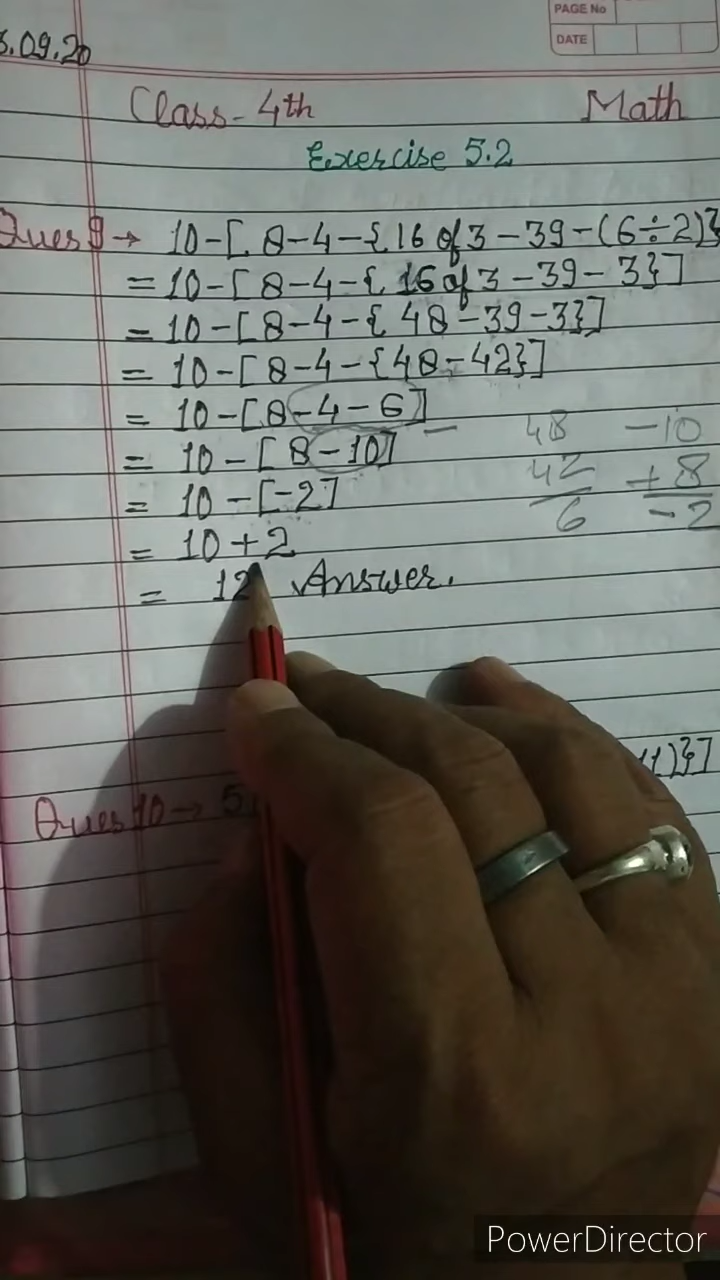 PAGE No
DATE
.09.20
Class - 4th Math
Exercise 5.2
Ques 9 → 10-[8-4-{16 of 3-39-(6÷2)}
= 10-[8-4-{16 of 3-39-3}]
= 10-[8-4-{48-39-3}]
= 10-[8-4-{48-42}]
= 10-[8-4-6]
= 10-[8-10]
= 10-[-2]
= 10+2
= 12 Answer.
48 -10
42 +8
6 -2
11)}]
Ques 10 → 5
PowerDirector